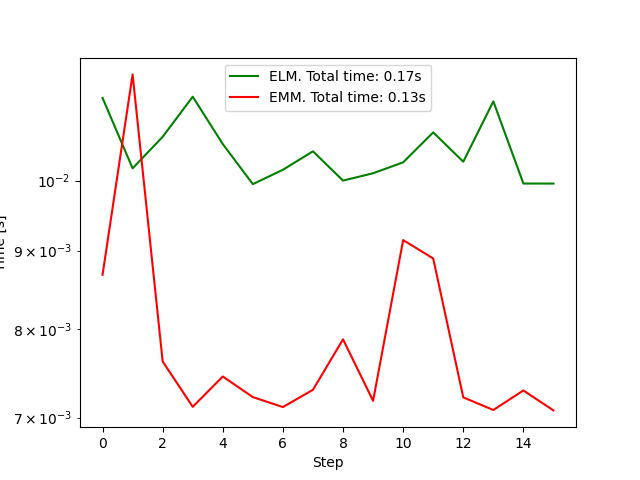 ELM. Total time: 0.17s
EMM. Total time: 0.13s
10⁻²
9 × 10⁻³
8 × 10⁻³
7 × 10⁻³
Time [s]
0 2 4 6 8 10 12 14
Step